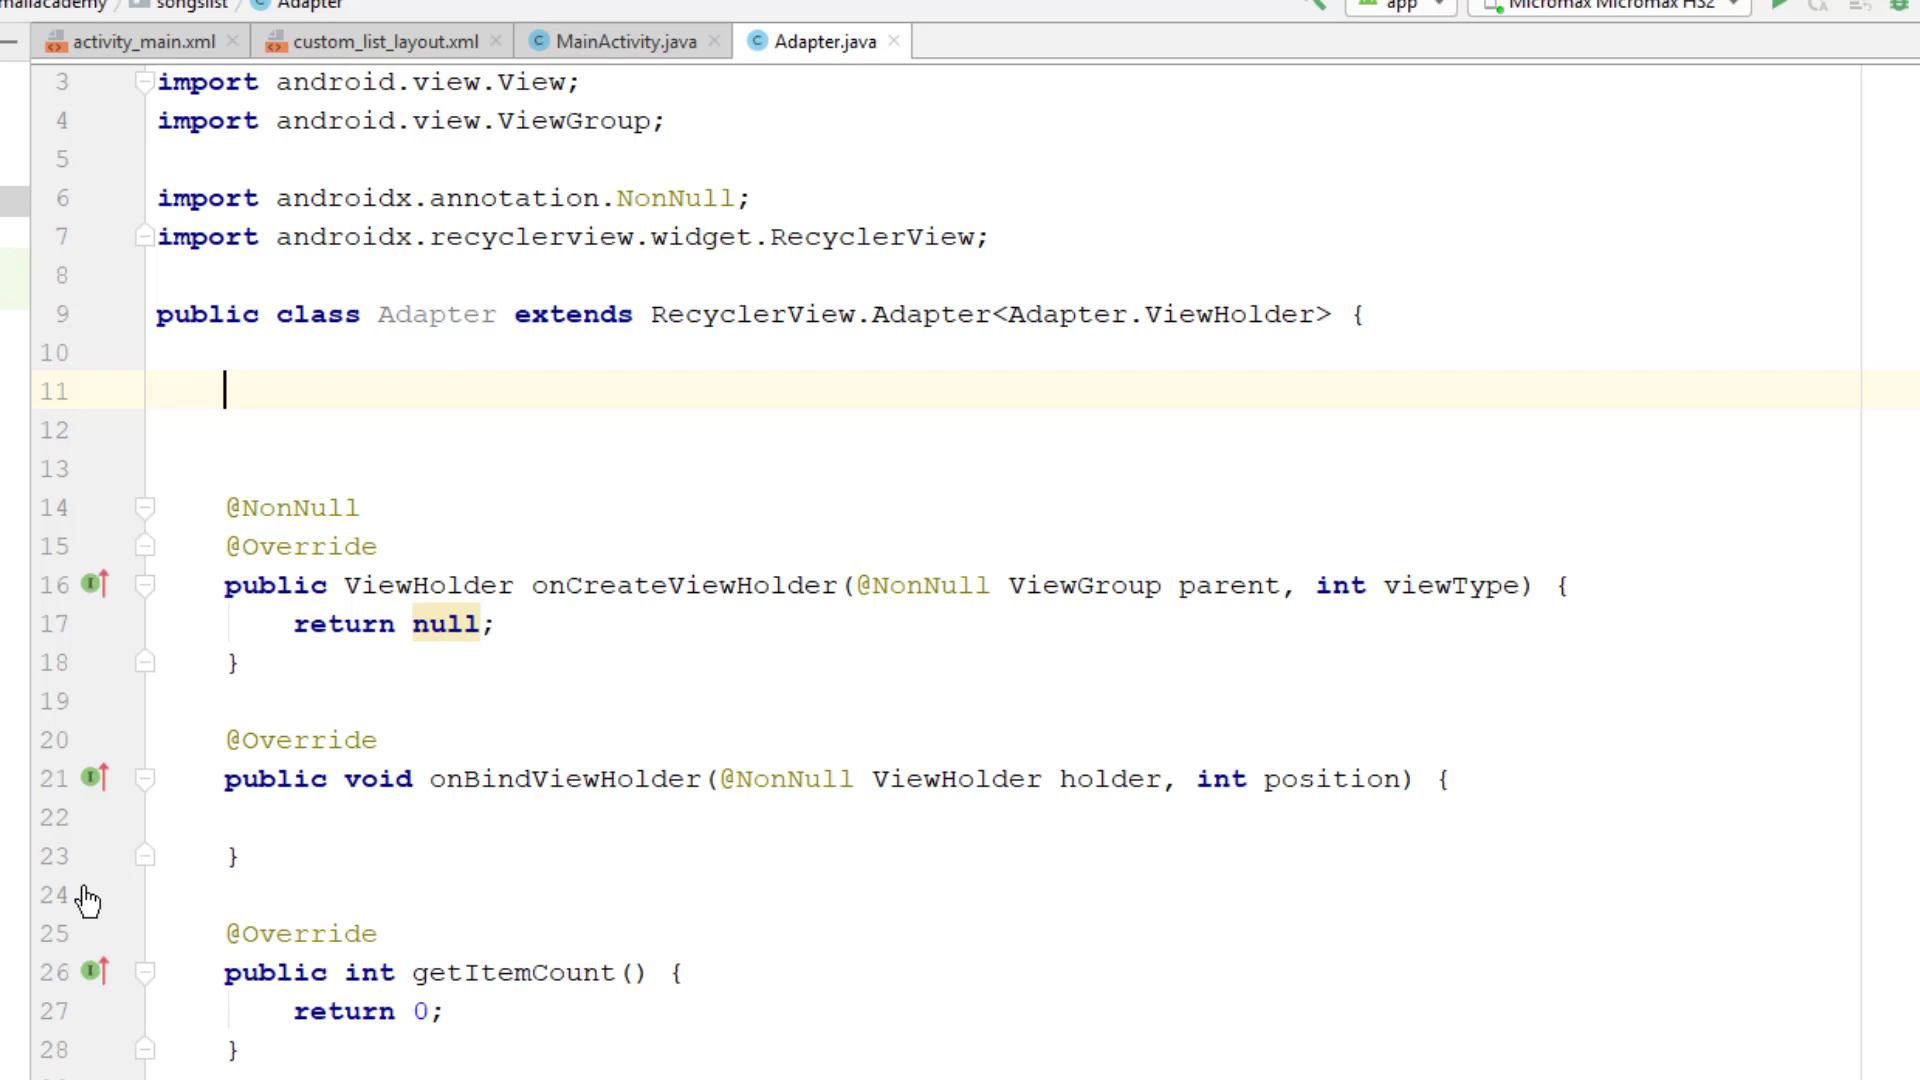 songslist Adapter app
activity_main.xml custom_list_layout.xml MainActivity.java Adapter.java
3 import android.view.View;
4 import android.view.ViewGroup;
5
6 import androidx.annotation.NonNull;
7 import androidx.recyclerview.widget.RecyclerView;
8
9 public class Adapter extends RecyclerView.Adapter<Adapter.ViewHolder> {
10
11
12
13
14 @NonNull
15 @Override
16 public ViewHolder onCreateViewHolder(@NonNull ViewGroup parent, int viewType) {
17 return null;
18 }
19
20 @Override
21 public void onBindViewHolder(@NonNull ViewHolder holder, int position) {
22
23 }
24
25 @Override
26 public int getItemCount() {
27 return 0;
28 }